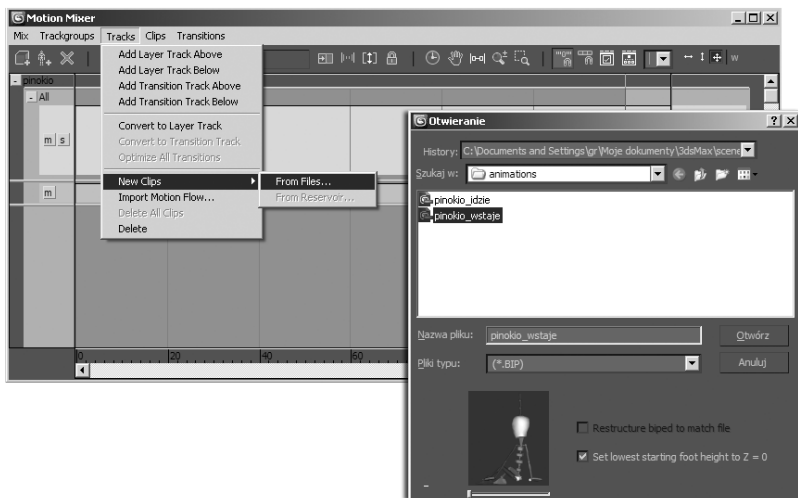 Motion Mixer
Mix Trackgroups Tracks Clips Transitions
Add Layer Track Above
Add Layer Track Below
Add Transition Track Above
Add Transition Track Below
Convert to Layer Track
Convert to Transition Track
Optimize All Transitions
New Clips
From Files...
Import Motion Flow...
From Reservoir...
Delete All Clips
Delete
pinokio
All
m s
m
W
0 20 40 60
Otwieranie
History: C:\Documents and Settings\gr\Moje dokumenty\3dsMax\scene
Szukaj w: animations
pinokio_idzie
pinokio_wstaje
Nazwa pliku: pinokio_wstaje Otwórz
Pliki typu: (*.BIP) Anuluj
Restructure biped to match file
Set lowest starting foot height to Z = 0